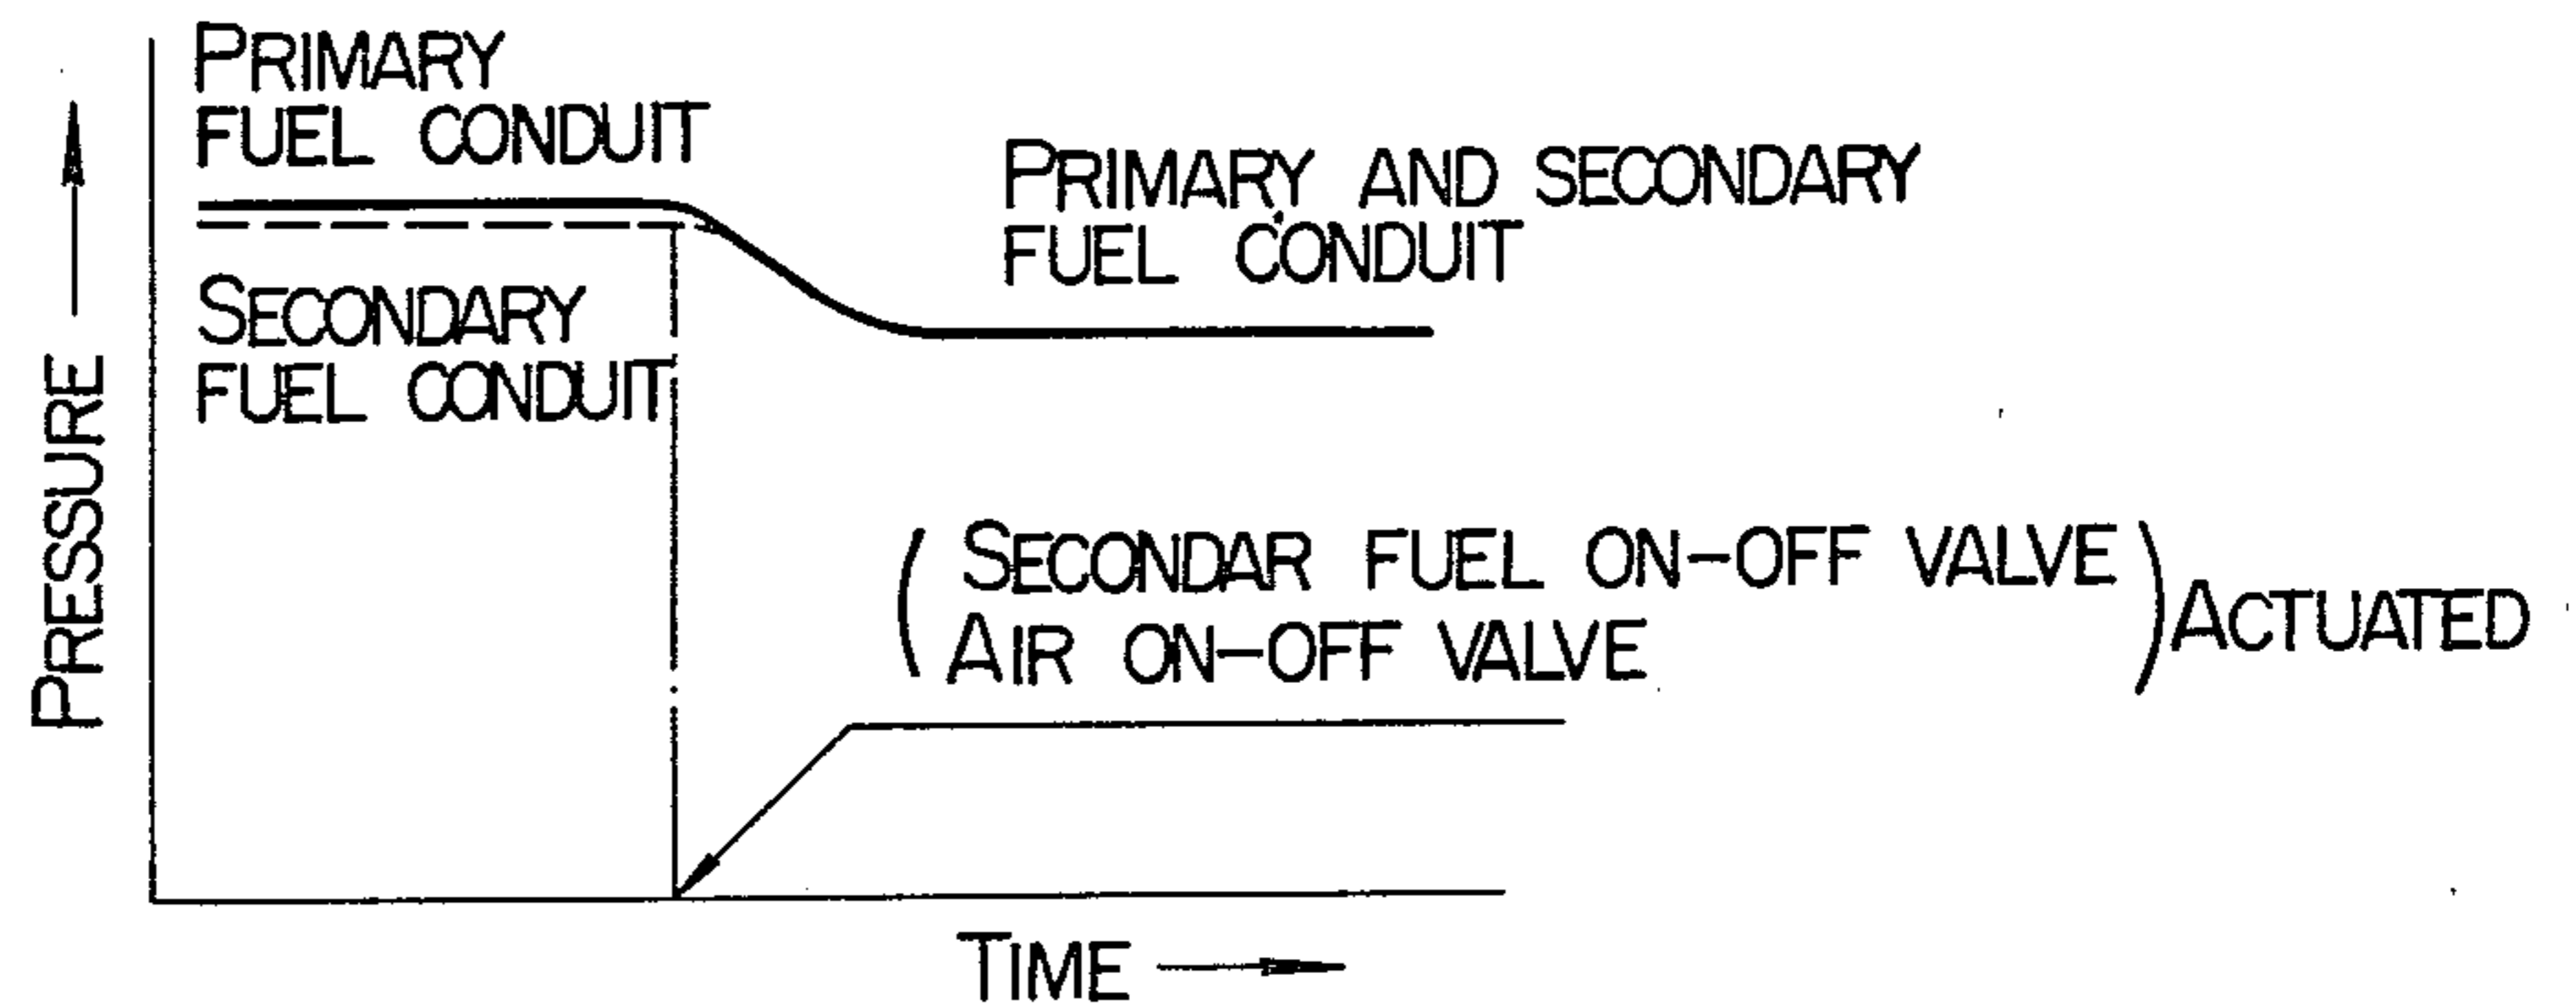 PRIMARY
FUEL CONDUIT
PRIMARY AND SECONDARY
FUEL CONDUIT
SECONDARY
FUEL CONDUIT
PRESSURE
(SECONDAR FUEL ON-OFF VALVE
AIR ON-OFF VALVE) ACTUATED
TIME